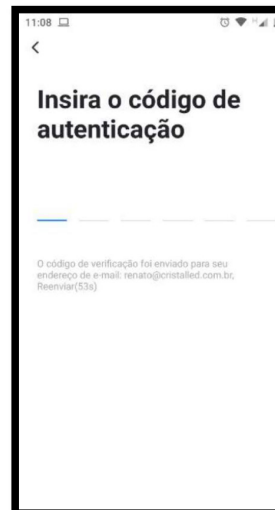 11:08
Insira o código de
autenticação
O código de verificação foi enviado para seu
endereço de e-mail: renato@cristalled.com.br,
Reenviar(53s)